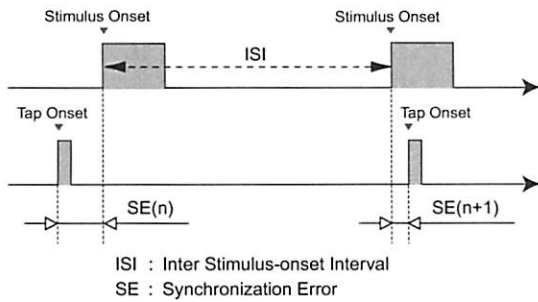 Stimulus Onset
Stimulus Onset
ISI
Tap Onset
Tap Onset
SE(n)
SE(n+1)
ISI : Inter Stimulus-onset Interval
SE : Synchronization Error